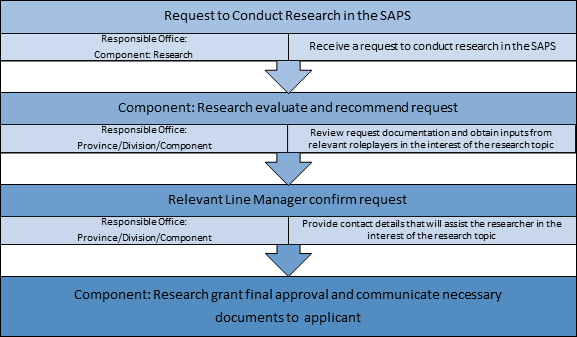 Request to Conduct Research in the SAPS
Responsible Office:
Component: Research
Receive a request to conduct research in the SAPS
Component: Research evaluate and recommend request
Responsible Office:
Province/Division/Component
Review request documentation and obtain inputs from
relevant roleplayers in the interest of the research topic
Relevant Line Manager confirm request
Responsible Office:
Province/Division/Component
Provide contact details that will assist the researcher in the
interest of the research topic
Component: Research grant final approval and communicate necessary
documents to applicant